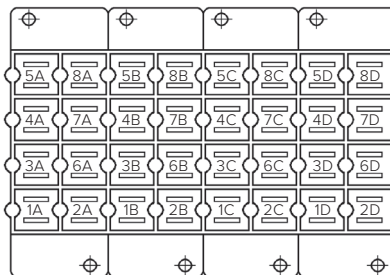 5A 8A 5B 8B 5C 8C 5D 8D
4A 7A 4B 7B 4C 7C 4D 7D
3A 6A 3B 6B 3C 6C 3D 6D
1A 2A 1B 2B 1C 2C 1D 2D